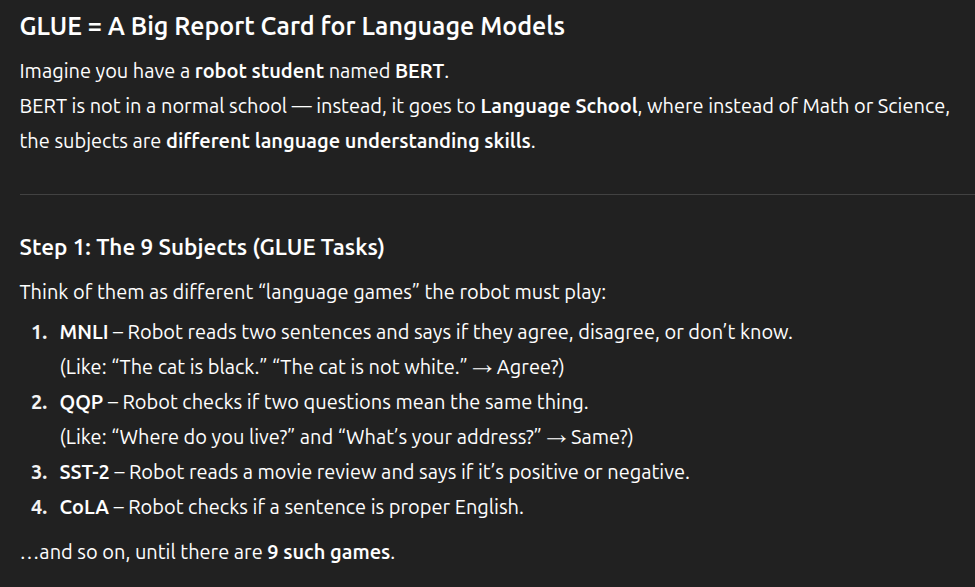 GLUE = A Big Report Card for Language Models
Imagine you have a robot student named BERT.
BERT is not in a normal school — instead, it goes to Language School, where instead of Math or Science,
the subjects are different language understanding skills.
Step 1: The 9 Subjects (GLUE Tasks)
Think of them as different “language games” the robot must play:
1. MNLI – Robot reads two sentences and says if they agree, disagree, or don’t know.
(Like: “The cat is black.” “The cat is not white.” → Agree?)
2. QQP – Robot checks if two questions mean the same thing.
(Like: “Where do you live?” and “What’s your address?” → Same?)
3. SST-2 – Robot reads a movie review and says if it’s positive or negative.
4. CoLA – Robot checks if a sentence is proper English.
…and so on, until there are 9 such games.